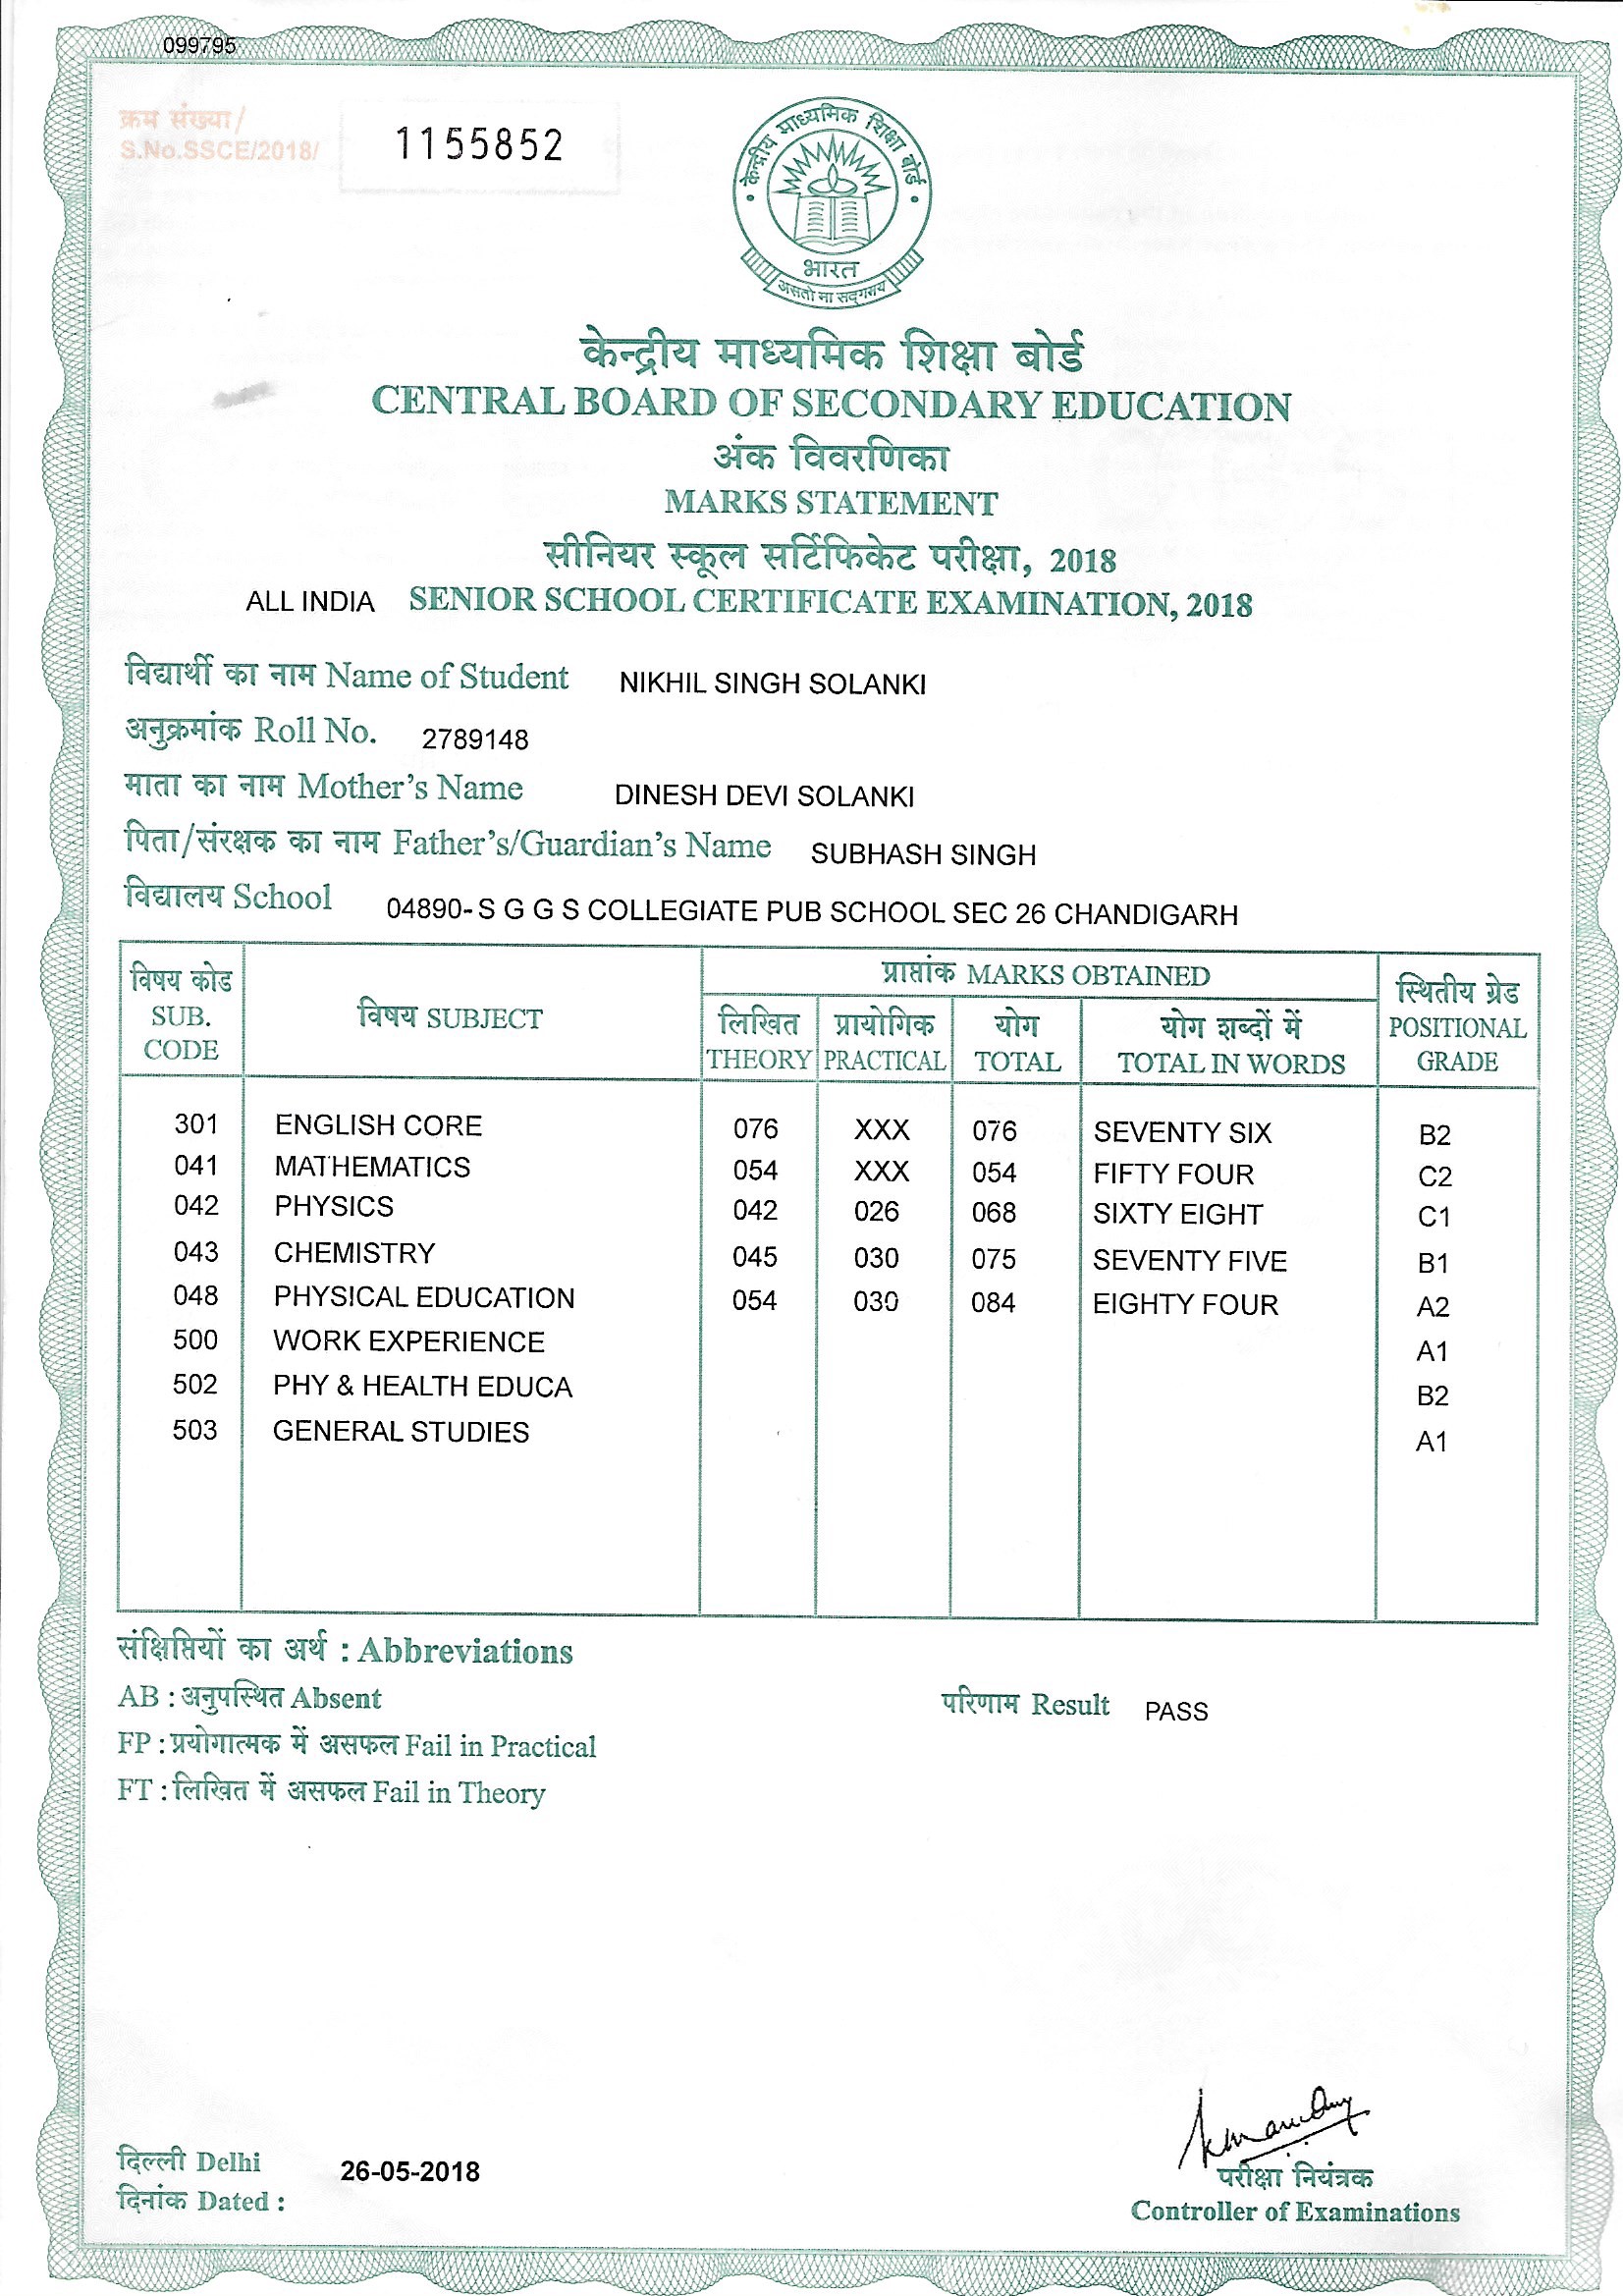 099795
क्रम संख्या/
S.No.SSCE/2018/ 1155852
केन्द्रीय माध्यमिक शिक्षा बोर्ड
भारत
असतो मा सद्गमय
केन्द्रीय माध्यमिक शिक्षा बोर्ड
CENTRAL BOARD OF SECONDARY EDUCATION
अंक विवरणिका
MARKS STATEMENT
सीनियर स्कूल सर्टिफिकेट परीक्षा, 2018
ALL INDIA SENIOR SCHOOL CERTIFICATE EXAMINATION, 2018
विद्यार्थी का नाम Name of Student NIKHIL SINGH SOLANKI
अनुक्रमांक Roll No. 2789148
माता का नाम Mother's Name DINESH DEVI SOLANKI
पिता/संरक्षक का नाम Father's/Guardian's Name SUBHASH SINGH
विद्यालय School 04890-S G G S COLLEGIATE PUB SCHOOL SEC 26 CHANDIGARH
विषय कोड
SUB.
CODE
विषय SUBJECT
प्राप्तांक MARKS OBTAINED
लिखित
THEORY
प्रायोगिक
PRACTICAL
योग
TOTAL
योग शब्दों में
TOTAL IN WORDS
स्थितीय ग्रेड
POSITIONAL
GRADE
301 ENGLISH CORE 076 XXX 076 SEVENTY SIX B2
041 MATHEMATICS 054 XXX 054 FIFTY FOUR C2
042 PHYSICS 042 026 068 SIXTY EIGHT C1
043 CHEMISTRY 045 030 075 SEVENTY FIVE B1
048 PHYSICAL EDUCATION 054 030 084 EIGHTY FOUR A2
500 WORK EXPERIENCE A1
502 PHY & HEALTH EDUCA B2
503 GENERAL STUDIES A1
संक्षिप्तियों का अर्थ : Abbreviations
AB : अनुपस्थित Absent
परिणाम Result PASS
FP : प्रयोगात्मक में असफल Fail in Practical
FT : लिखित में असफल Fail in Theory
दिल्ली Delhi
दिनांक Dated : 26-05-2018
परीक्षा नियंत्रक
Controller of Examinations